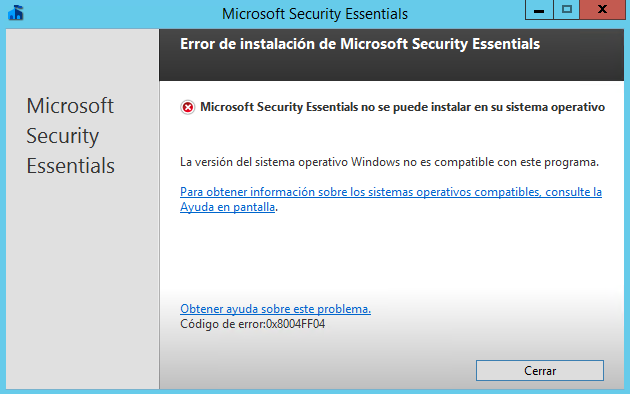 Microsoft Security Essentials
Error de instalación de Microsoft Security Essentials
Microsoft
Security
Essentials
Microsoft Security Essentials no se puede instalar en su sistema operativo
La versión del sistema operativo Windows no es compatible con este programa.
Para obtener información sobre los sistemas operativos compatibles, consulte la
Ayuda en pantalla.
Obtener ayuda sobre este problema.
Código de error:0x8004FF04
Cerrar